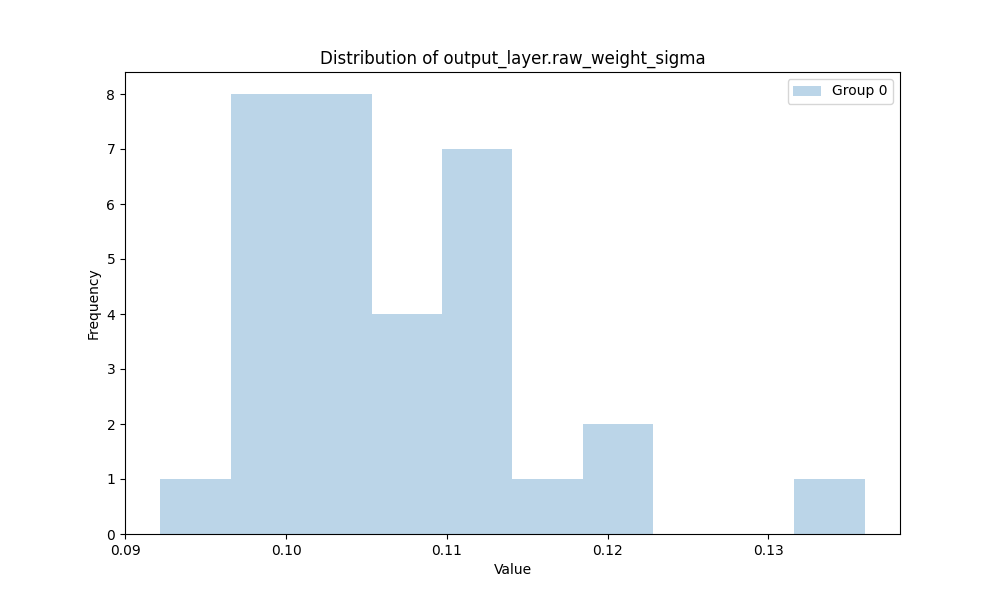 Distribution of output_layer.raw_weight_sigma
Group 0
8
7
6
5
4
3
2
1
0
Frequency
0.09 0.10 0.11 0.12 0.13
Value